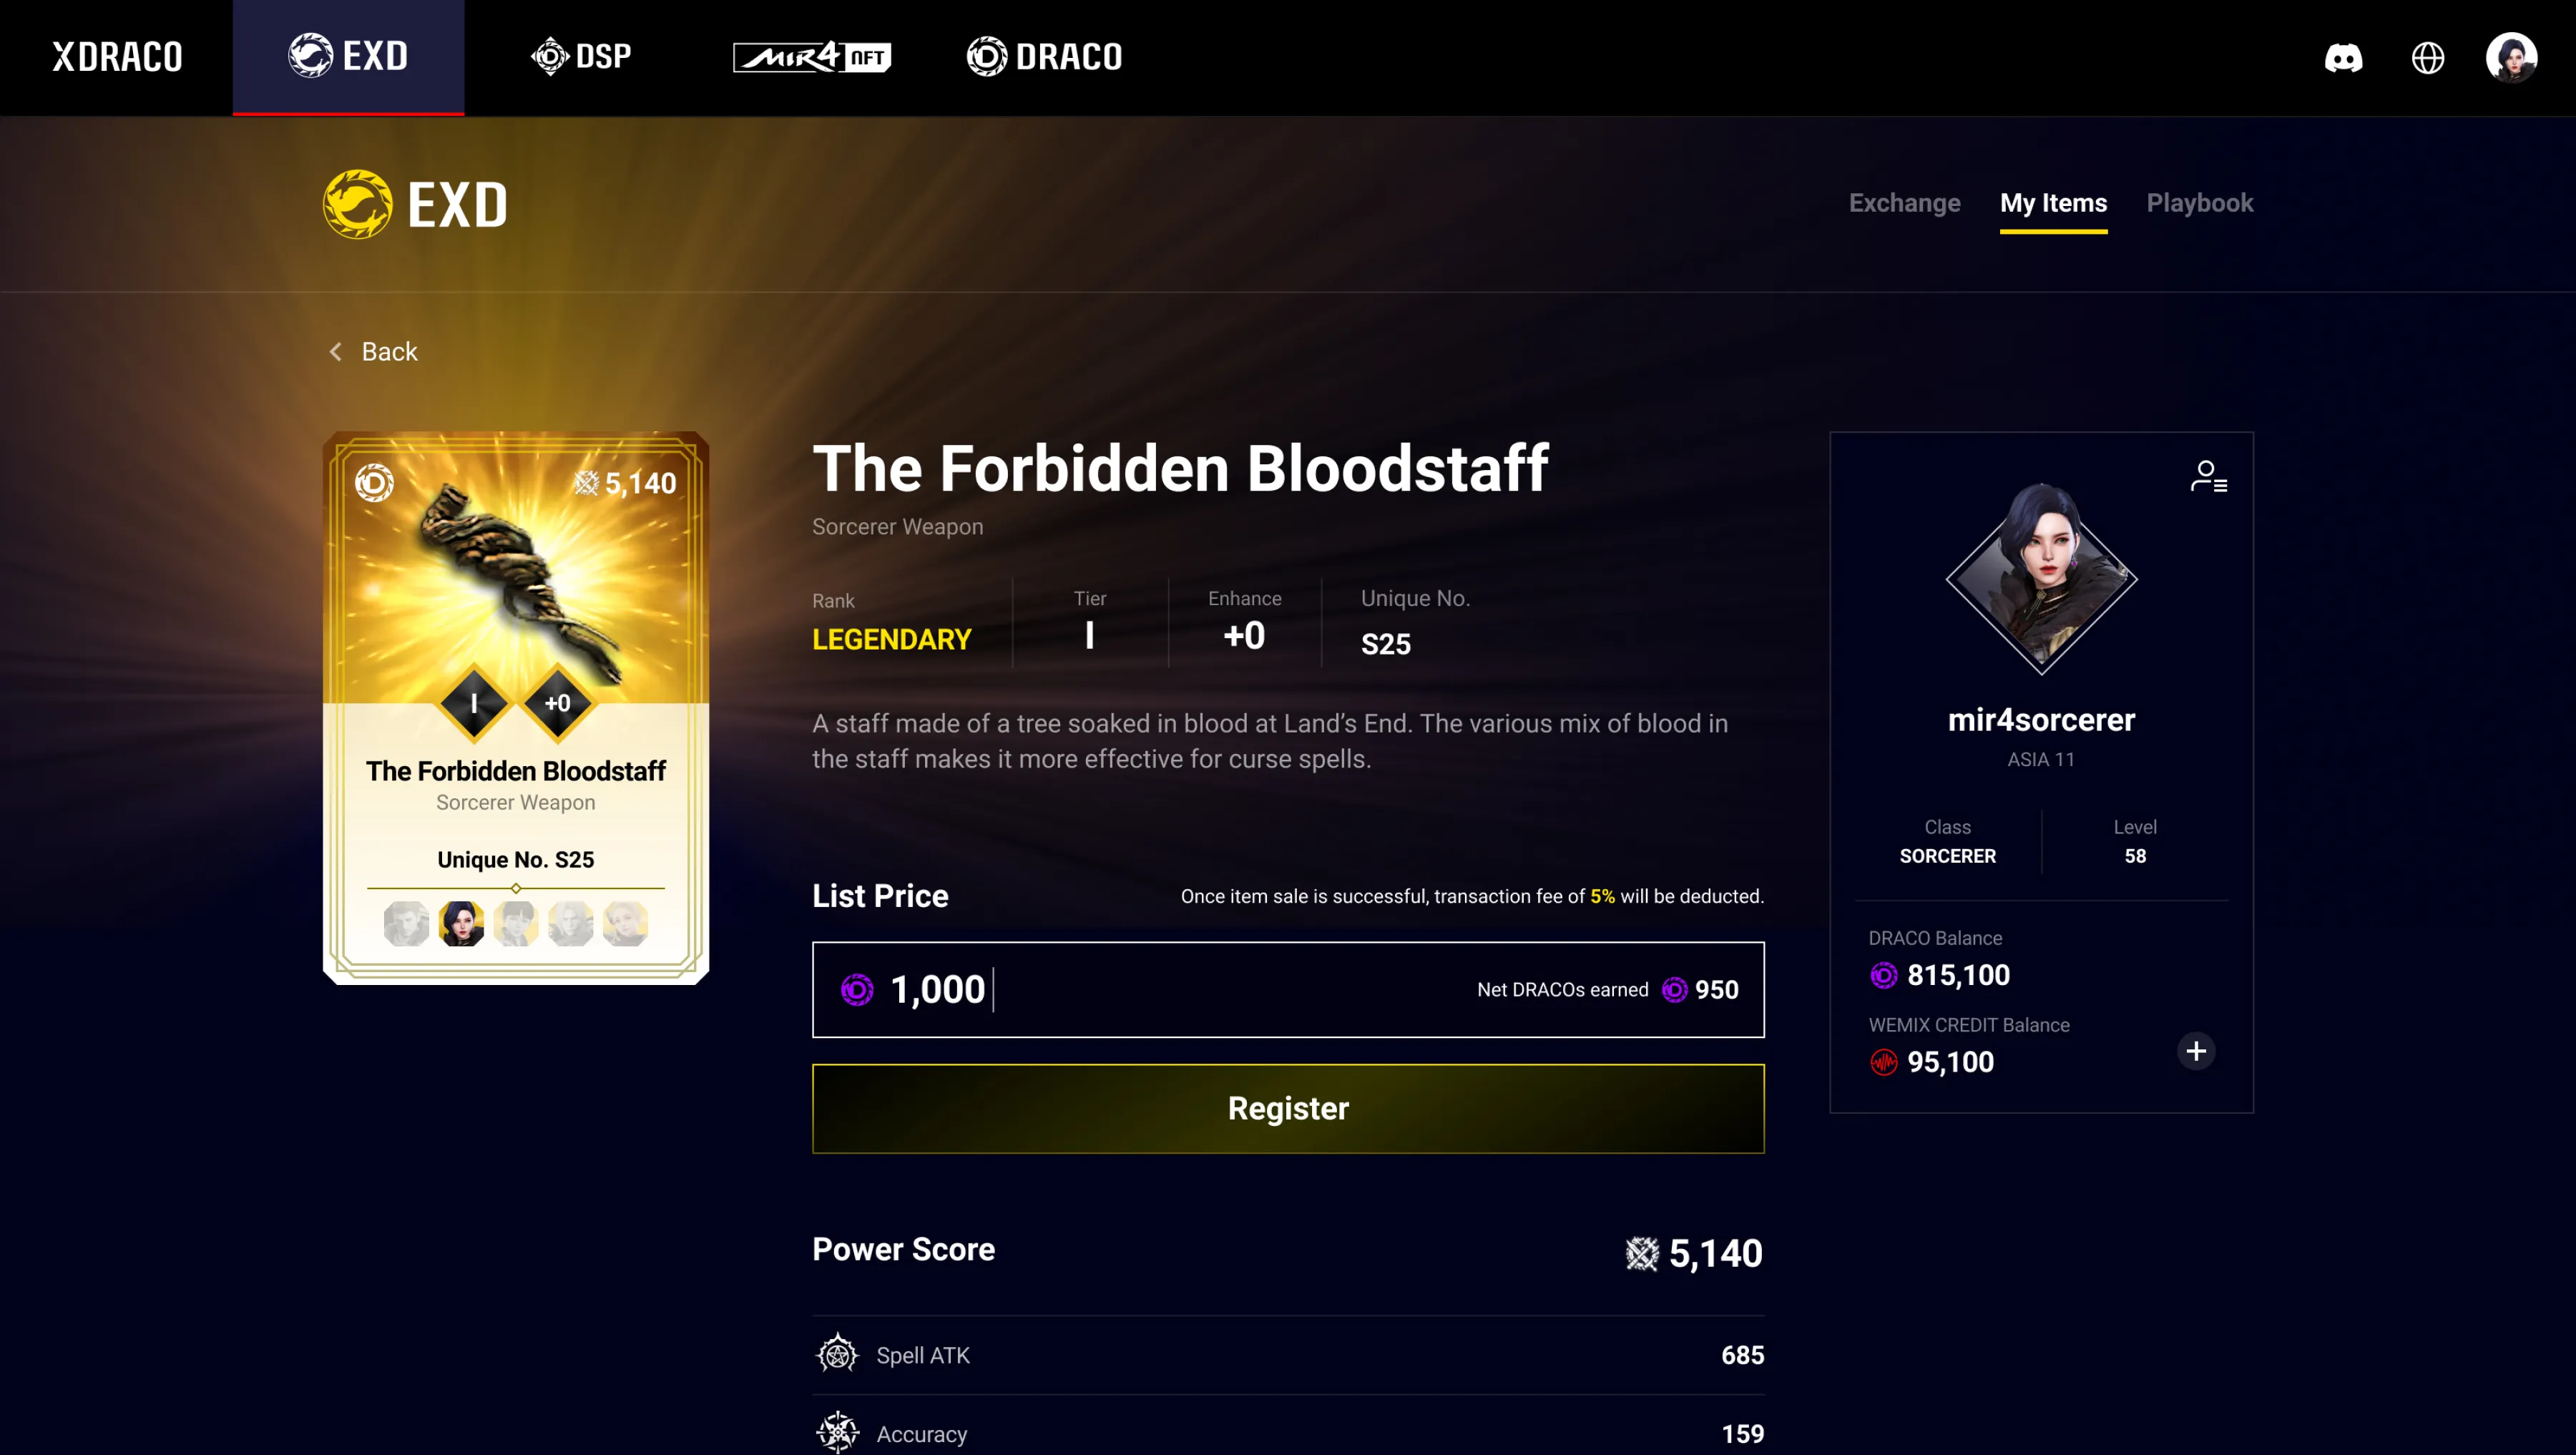 XDRACO
EXD
DSP
MIR4 NFT
DRACO
EXD
Exchange
My Items
Playbook
Back
5,140
I
+0
The Forbidden Bloodstaff
Sorcerer Weapon
Unique No. S25
The Forbidden Bloodstaff
Sorcerer Weapon
Rank
LEGENDARY
Tier
I
Enhance
+0
Unique No.
S25
A staff made of a tree soaked in blood at Land’s End. The various mix of blood in
the staff makes it more effective for curse spells.
List Price
Once item sale is successful, transaction fee of 5% will be deducted.
1,000
Net DRACOs earned 950
Register
Power Score
5,140
Spell ATK
685
Accuracy
159
mir4sorcerer
ASIA 11
Class
SORCERER
Level
58
DRACO Balance
815,100
WEMIX CREDIT Balance
95,100